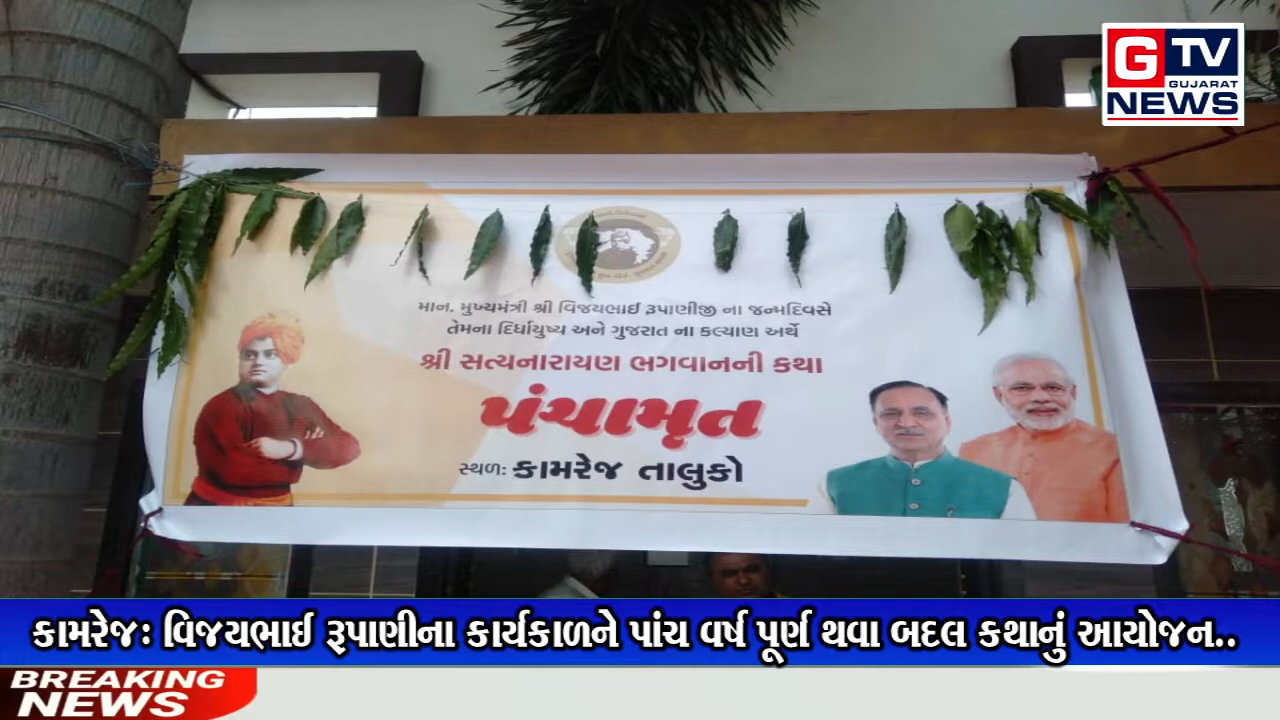 G TV
GUJARAT
NEWS
માન. મુખ્યમંત્રી શ્રી વિજયભાઈ રૂપાણીજી ના જન્મદિવસે
તેમના દિર્ઘાયુષ્ય અને ગુજરાત ના કલ્યાણ અર્થે
શ્રી સત્યનારાયણ ભગવાનની કથા
પંચામૃત
સ્થળ: કામરેજ તાલુકો
કામરેજઃ વિજયભાઈ રૂપાણીના કાર્યકાળને પાંચ વર્ષ પૂર્ણ થવા બદલ કથાનું આયોજન..
BREAKING
NEWS